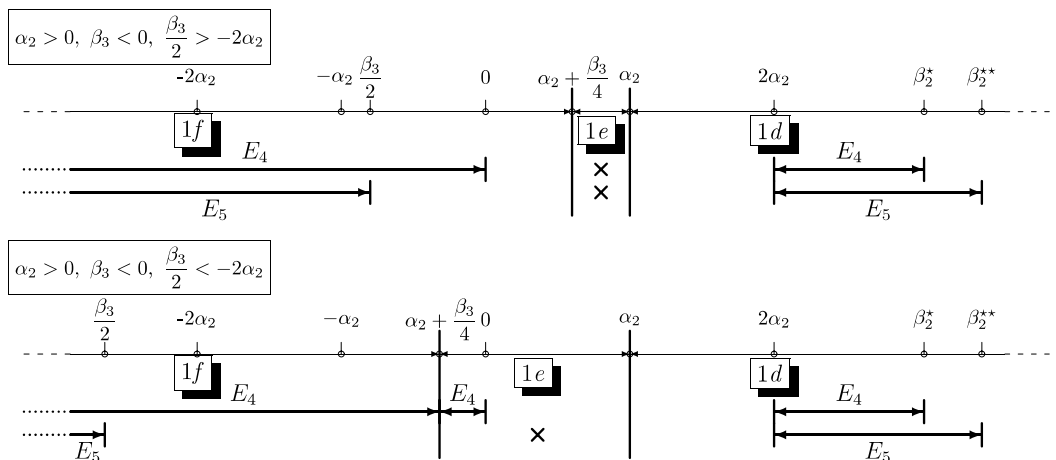 α₂ > 0, β₃ < 0, β₃/2 > −2α₂
-2α₂ −α₂ β₃/2 0 α₂ + β₃/4 α₂ 2α₂ β₂⋆ β₂⋆⋆
1f 1e 1d
E₄ E₄
E₅ E₅
α₂ > 0, β₃ < 0, β₃/2 < −2α₂
β₃/2 -2α₂ −α₂ α₂ + β₃/4 0 α₂ 2α₂ β₂⋆ β₂⋆⋆
1f 1e 1d
E₄ E₄ E₄
E₅ E₅